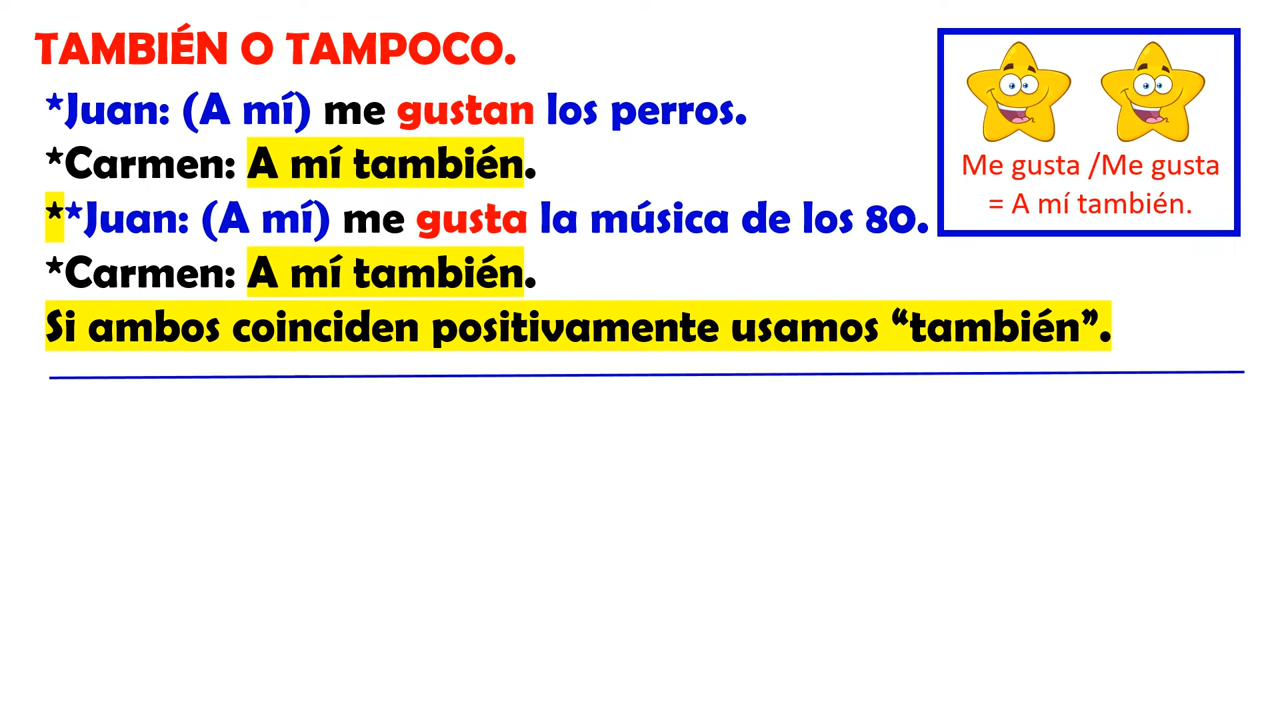 TAMBIÉN O TAMPOCO.
*Juan: (A mí) me gustan los perros.
*Carmen: A mí también.
**Juan: (A mí) me gusta la música de los 80.
*Carmen: A mí también.
Si ambos coinciden positivamente usamos “también”.
Me gusta /Me gusta
= A mí también.